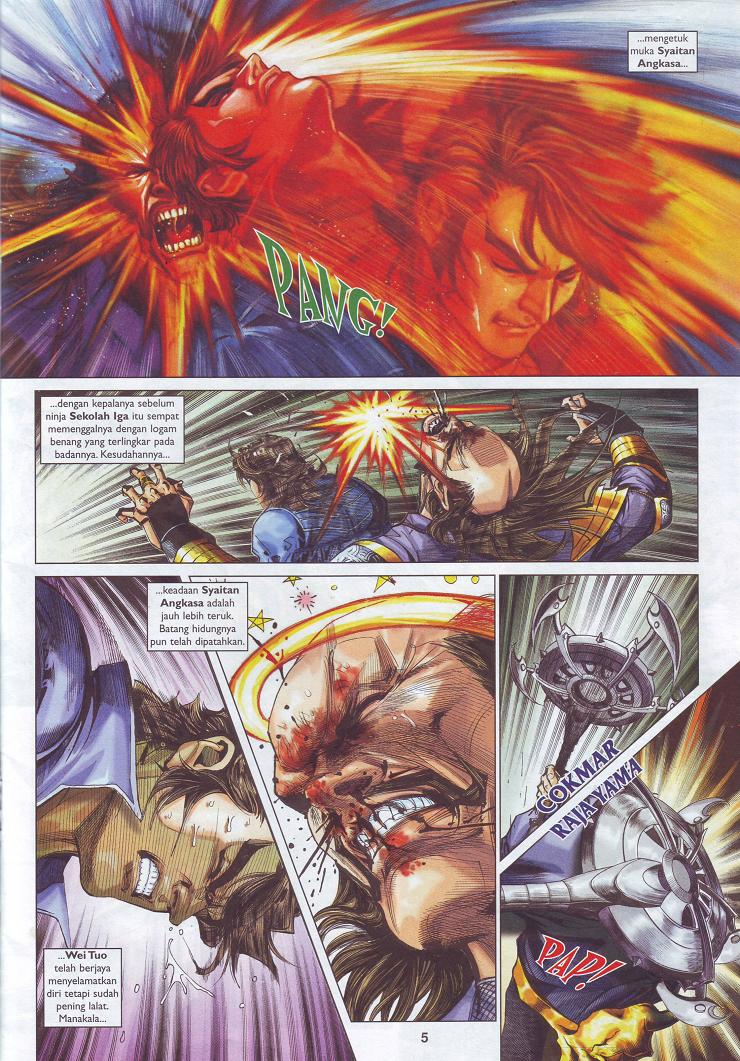 ...mengetuk
muka Syaitan
Angkasa...
PANG!
...dengan kepalanya sebelum
ninja Sekolah Iga itu sempat
memenggalnya dengan logam
benang yang terlingkar pada
badannya. Kesudahannya...
...keadaan Syaitan
Angkasa adalah
jauh lebih teruk.
Batang hidungnya
pun telah dipatahkan.
...Wei Tuo
telah berjaya
menyelamatkan
diri tetapi sudah
pening lalat.
Manakala...
COKMAR
RAJA YAMA
PAP!
5